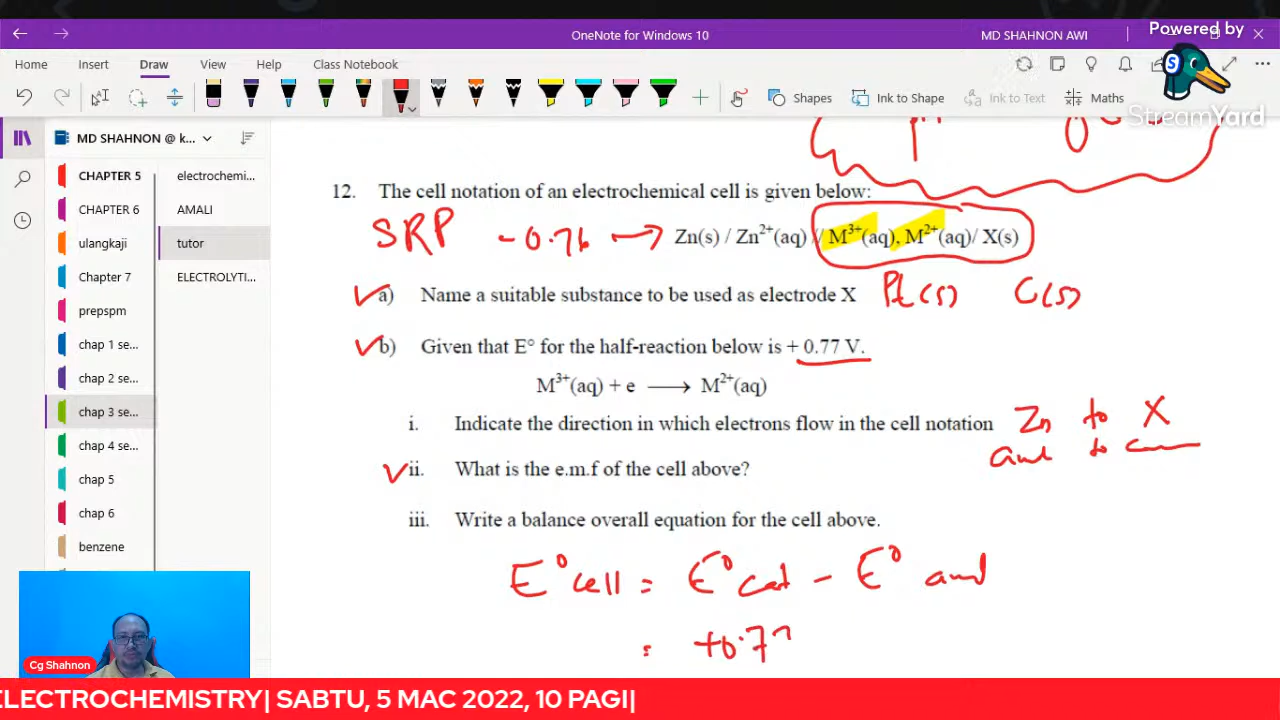 OneNote for Windows 10
MD SHAHNON AWI
Powered by
StreamYard
Home Insert Draw View Help Class Notebook
Shapes Ink to Shape Ink to Text Maths
MD SHAHNON @ k...
CHAPTER 5
CHAPTER 6
ulangkaji
Chapter 7
prepspm
chap 1 se...
chap 2 se...
chap 3 se...
chap 4 se...
chap 5
chap 6
benzene
electrochemi...
AMALI
tutor
ELECTROLYTI...
12. The cell notation of an electrochemical cell is given below:
SRP -0.76 → Zn(s) / Zn²⁺(aq) // M³⁺(aq), M²⁺(aq)/ X(s)
a) Name a suitable substance to be used as electrode X Pt(s) C(s)
b) Given that E° for the half-reaction below is + 0.77 V.
M³⁺(aq) + e ⟶ M²⁺(aq)
i. Indicate the direction in which electrons flow in the cell notation Zn to X
to
ii. What is the e.m.f of the cell above?
iii. Write a balance overall equation for the cell above.
E° cell = E° cat - E° and
= +0.77
Cg Shahnon
ELECTROCHEMISTRY| SABTU, 5 MAC 2022, 10 PAGI|